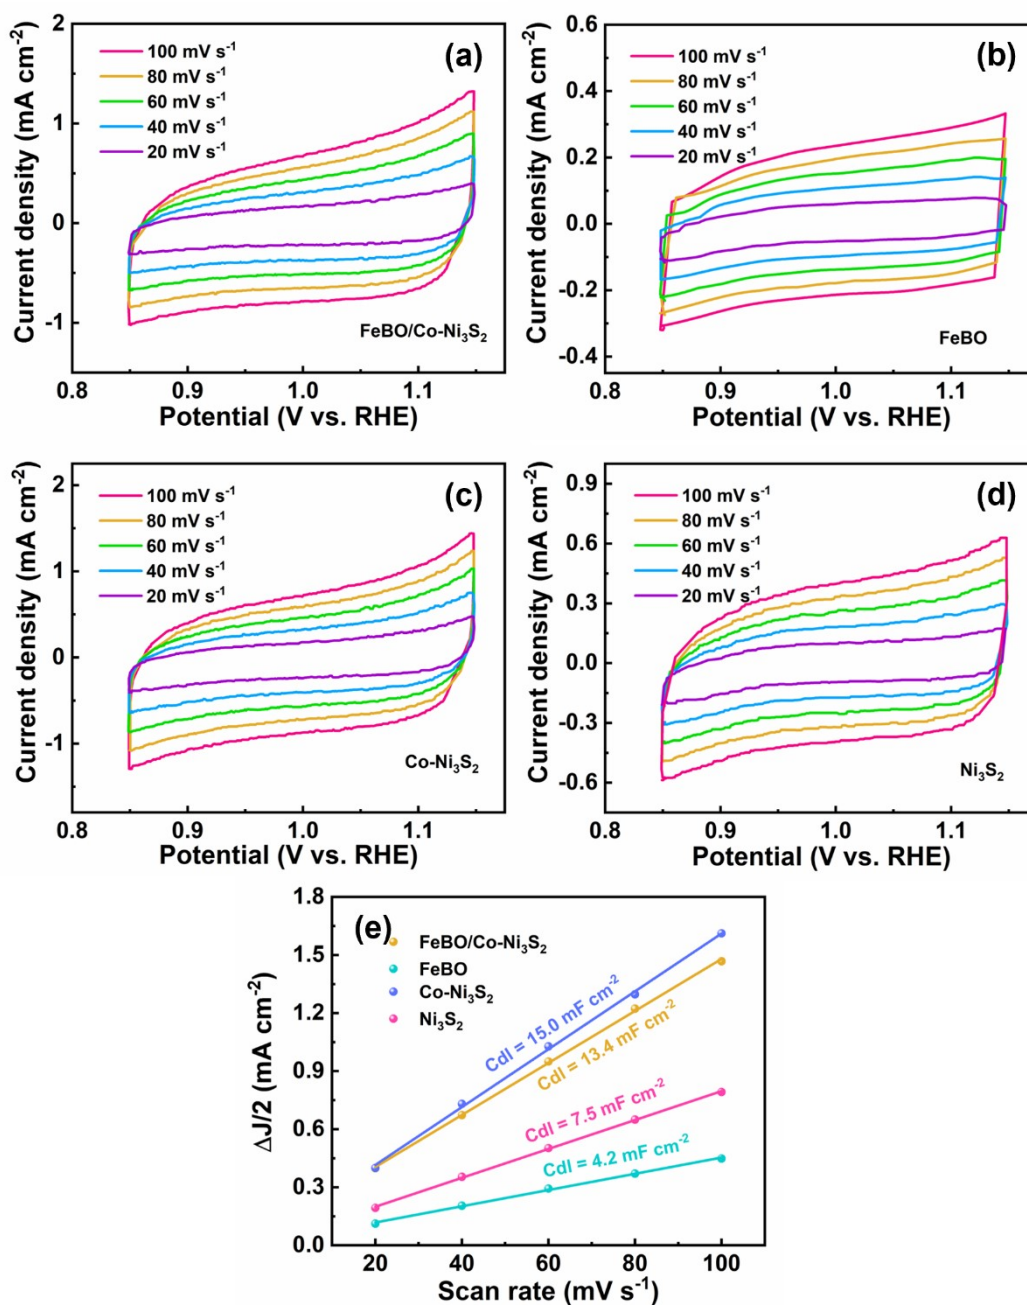 (a)
100 mV s⁻¹
80 mV s⁻¹
60 mV s⁻¹
40 mV s⁻¹
20 mV s⁻¹
FeBO/Co-Ni₃S₂
Current density (mA cm⁻²)
2
1
0
-1
0.8 0.9 1.0 1.1
Potential (V vs. RHE)
(b)
100 mV s⁻¹
80 mV s⁻¹
60 mV s⁻¹
40 mV s⁻¹
20 mV s⁻¹
FeBO
Current density (mA cm⁻²)
0.6
0.4
0.2
0.0
-0.2
-0.4
0.8 0.9 1.0 1.1
Potential (V vs. RHE)
(c)
100 mV s⁻¹
80 mV s⁻¹
60 mV s⁻¹
40 mV s⁻¹
20 mV s⁻¹
Co-Ni₃S₂
Current density (mA cm⁻²)
2
1
0
-1
0.8 0.9 1.0 1.1
Potential (V vs. RHE)
(d)
100 mV s⁻¹
80 mV s⁻¹
60 mV s⁻¹
40 mV s⁻¹
20 mV s⁻¹
Ni₃S₂
Current density (mA cm⁻²)
0.9
0.6
0.3
0.0
-0.3
-0.6
0.8 0.9 1.0 1.1
Potential (V vs. RHE)
(e)
FeBO/Co-Ni₃S₂
FeBO
Co-Ni₃S₂
Ni₃S₂
Cdl = 15.0 mF cm⁻²
Cdl = 13.4 mF cm⁻²
Cdl = 7.5 mF cm⁻²
Cdl = 4.2 mF cm⁻²
ΔJ/2 (mA cm⁻²)
1.8
1.5
1.2
0.9
0.6
0.3
0.0
20 40 60 80 100
Scan rate (mV s⁻¹)